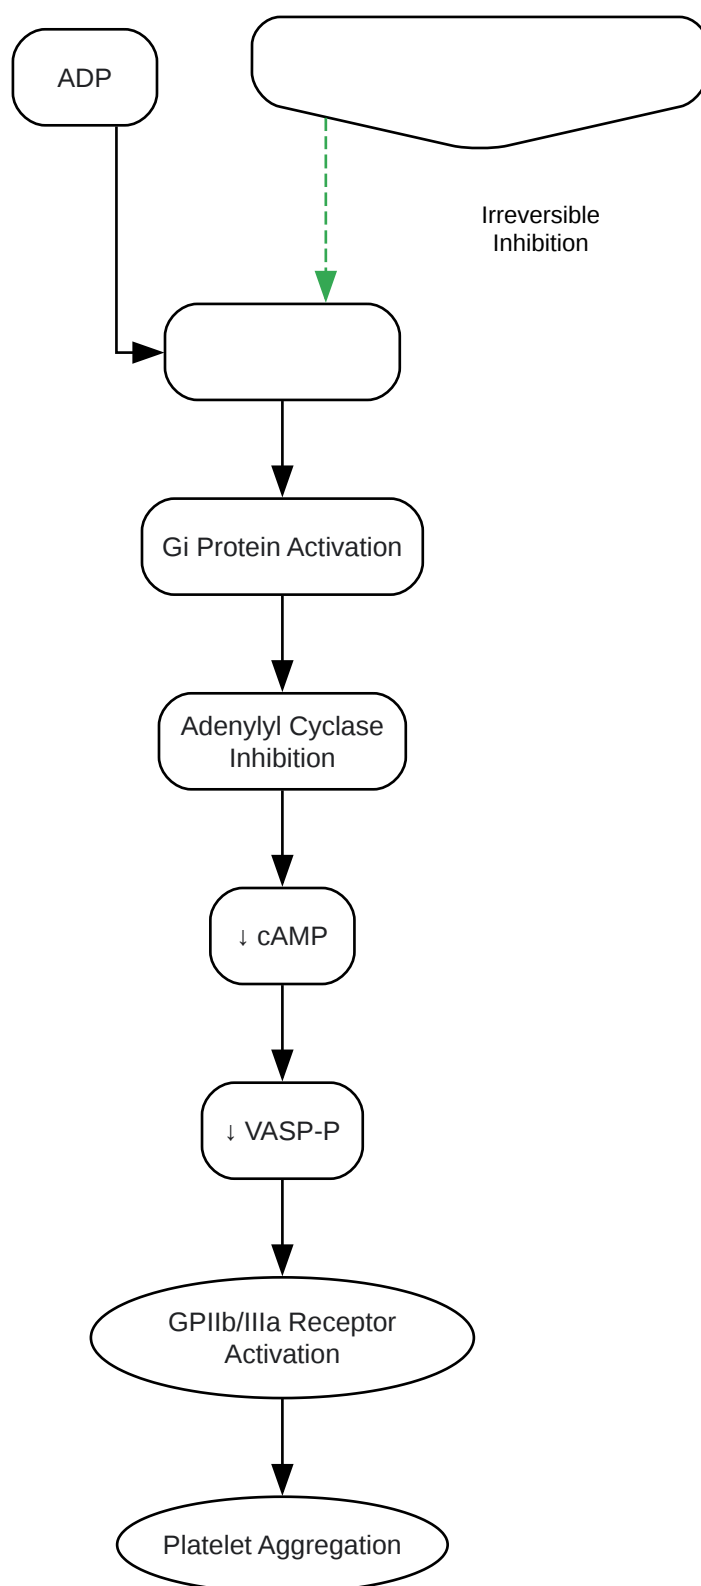 ADP
Irreversible
Inhibition
Gi Protein Activation
Adenylyl Cyclase
Inhibition
↓ cAMP
↓ VASP-P
GPIIb/IIIa Receptor
Activation
Platelet Aggregation